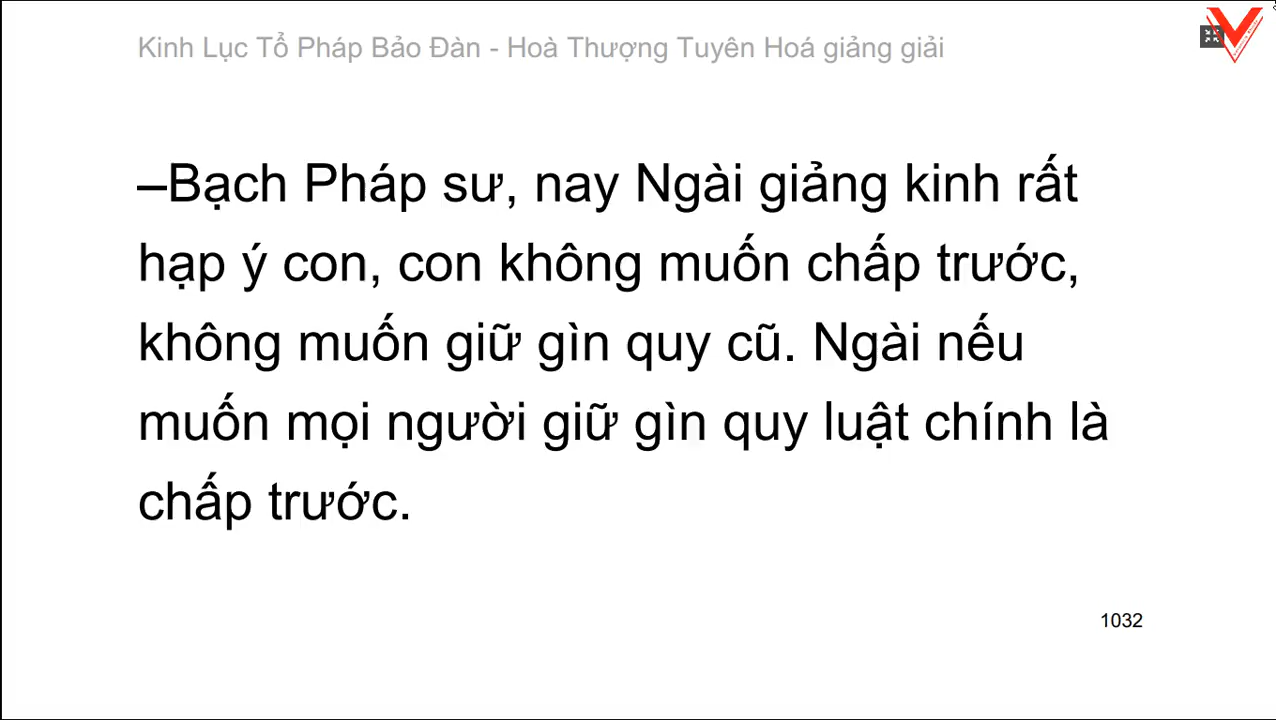 Kinh Lục Tổ Pháp Bảo Đàn - Hoà Thượng Tuyên Hoá giảng giải
–Bạch Pháp sư, nay Ngài giảng kinh rất
hạp ý con, con không muốn chấp trước,
không muốn giữ gìn quy cũ. Ngài nếu
muốn mọi người giữ gìn quy luật chính là
chấp trước.
1032